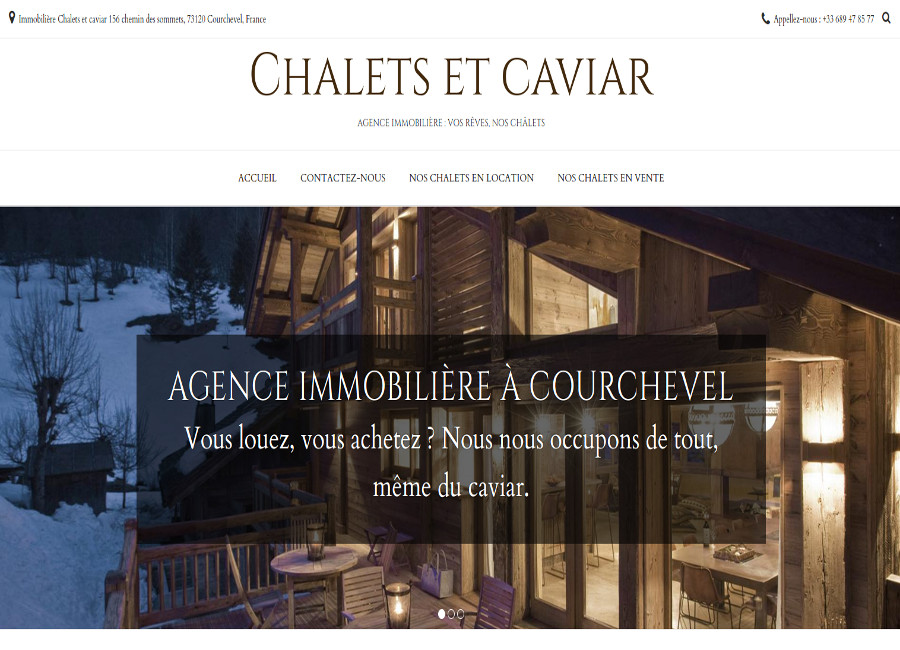 Immobilière Chalets et caviar 156 chemin des sommets, 73120 Courchevel, France
Appellez-nous : +33 689 47 85 77
Chalets et caviar
AGENCE IMMOBILIÈRE : VOS RÊVES, NOS CHÂLETS
ACCUEIL CONTACTEZ-NOUS NOS CHALETS EN LOCATION NOS CHALETS EN VENTE
AGENCE IMMOBILIÈRE À COURCHEVEL
Vous louez, vous achetez ? Nous nous occupons de tout,
même du caviar.